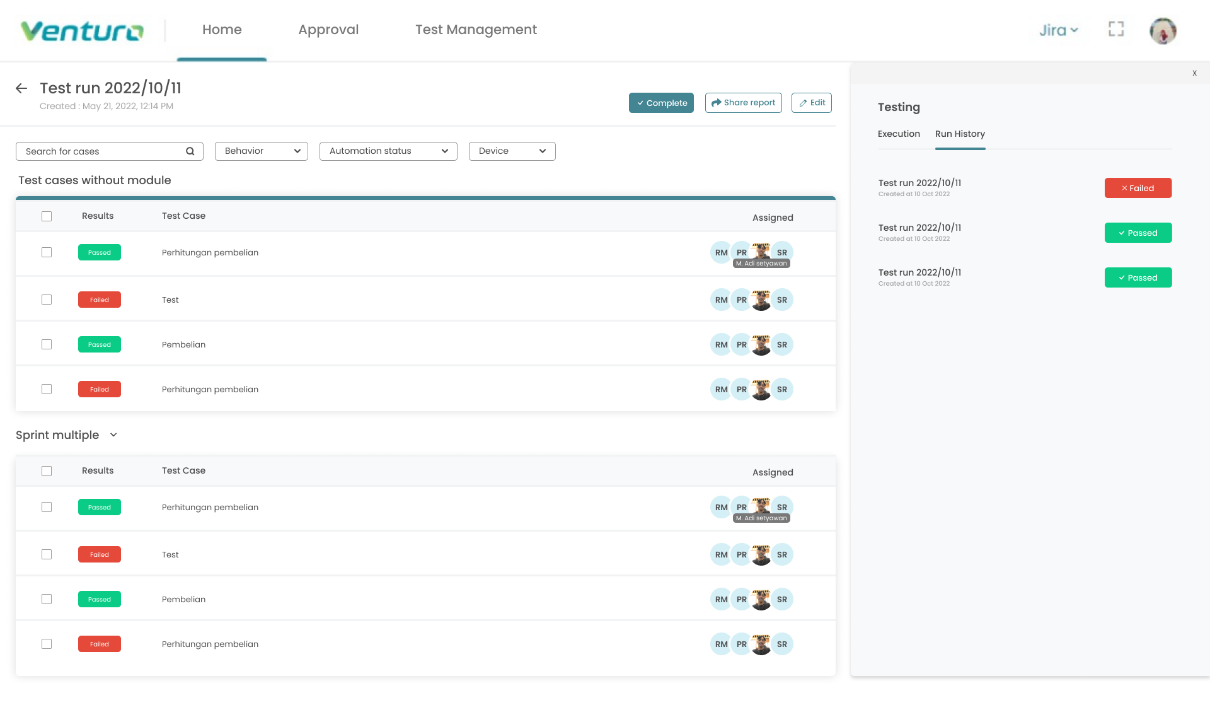 Venturo
Home
Approval
Test Management
Jira
Test run 2022/10/11
Created : May 21, 2022, 12:14 PM
Complete
Share report
Edit
Search for cases
Behavior
Automation status
Device
Test cases without module
Results
Test Case
Assigned
Passed
Perhitungan pembelian
RM
PR
SR
M. Adi setyawan
Failed
Test
RM
PR
SR
Passed
Pembelian
RM
PR
SR
Failed
Perhitungan pembelian
RM
PR
SR
Sprint multiple
Results
Test Case
Assigned
Passed
Perhitungan pembelian
RM
PR
SR
M. Adi setyawan
Failed
Test
RM
PR
SR
Passed
Pembelian
RM
PR
SR
Failed
Perhitungan pembelian
RM
PR
SR
x
Testing
Execution
Run History
Test run 2022/10/11
Created at 10 Oct 2022
Failed
Test run 2022/10/11
Created at 10 Oct 2022
Passed
Test run 2022/10/11
Created at 10 Oct 2022
Passed